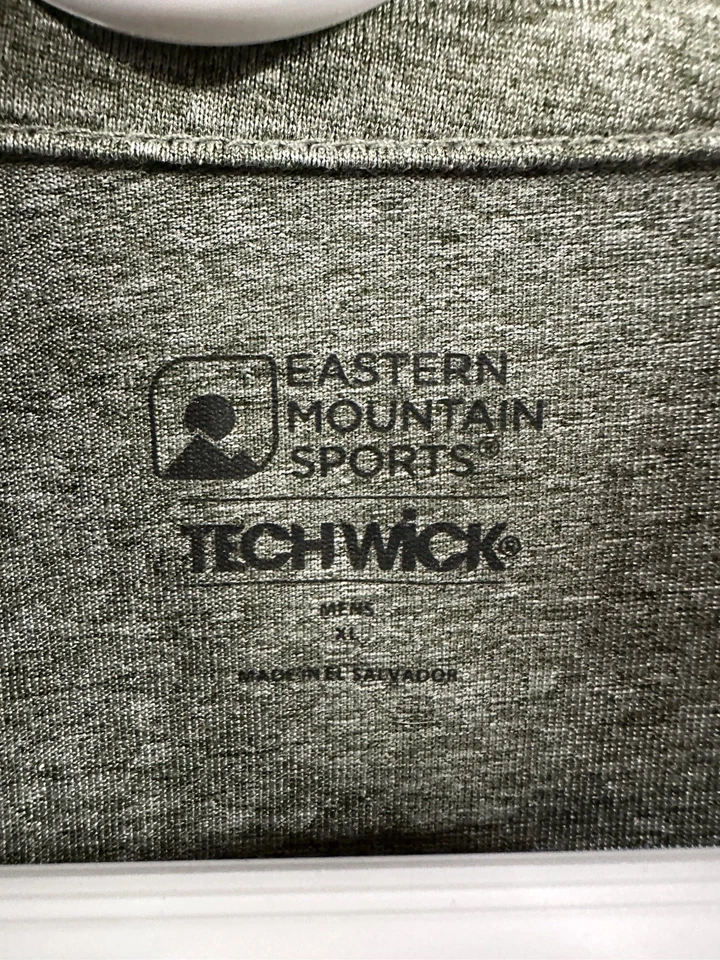 EASTERN
MOUNTAIN
SPORTS®
TECHWiCK®
MENS
XL
MADE IN EL SALVADOR